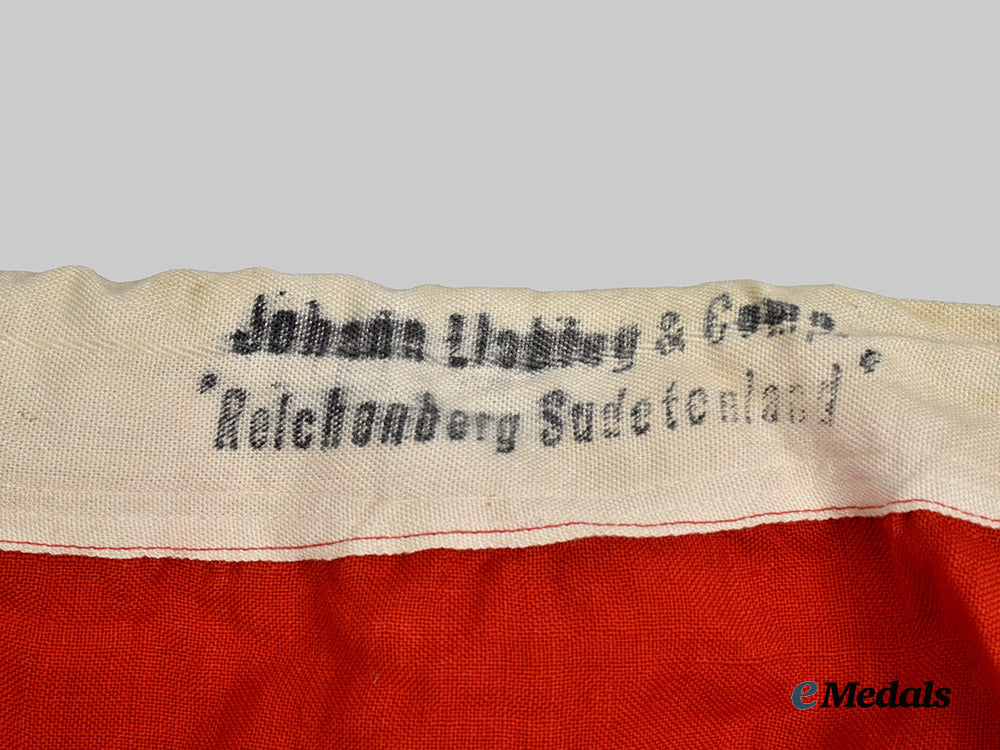 Johann Liebieg & Comp.
Reichenberg Sudetenland
eMedals